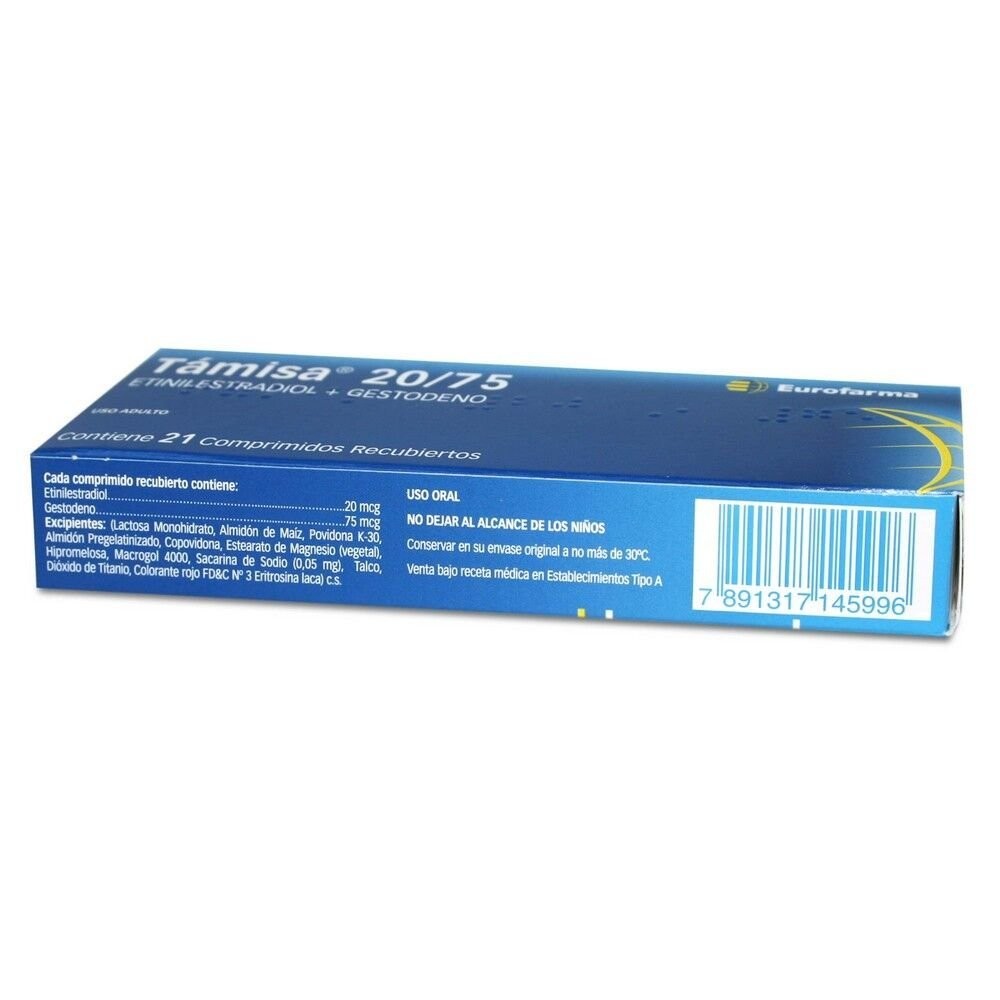 Támisa® 20/75
ETINILESTRADIOL + GESTODENO
USO ADULTO
Contiene 21 Comprimidos Recubiertos
Eurofarma
Cada comprimido recubierto contiene:
Etinilestradiol............................................................20 mcg
Gestodeno..............................................................75 mcg
Excipientes: (Lactosa Monohidrato, Almidón de Maíz, Povidona K-30,
Almidón Pregelatinizado, Copovidona, Estearato de Magnesio (vegetal),
Hipromelosa, Macrogol 4000, Sacarina de Sodio (0,05 mg), Talco,
Dióxido de Titanio, Colorante rojo FD&C N° 3 Eritrosina laca) c.s.
USO ORAL
NO DEJAR AL ALCANCE DE LOS NIÑOS
Conservar en su envase original a no más de 30ºC.
Venta bajo receta médica en Establecimientos Tipo A
7 891317 145996